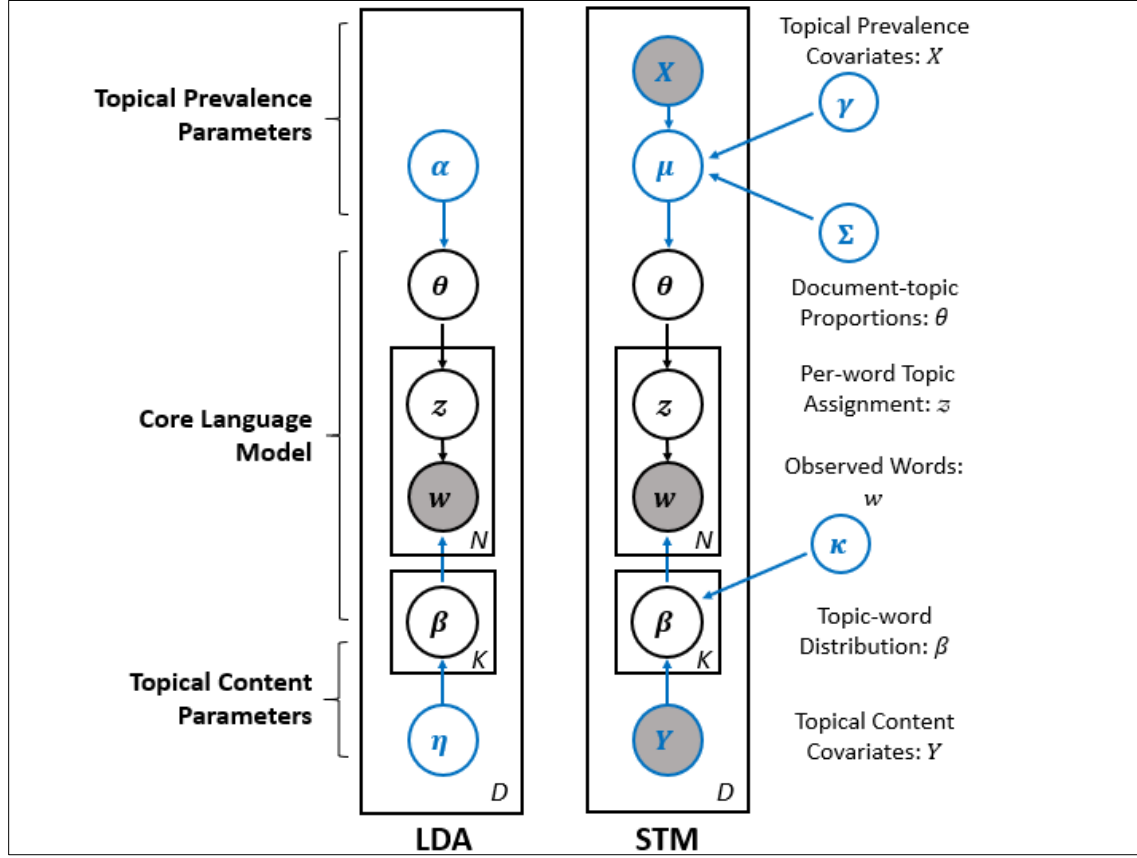 Topical Prevalence
Parameters
Core Language
Model
Topical Content
Parameters
α
θ
z
w
N
β
K
η
D
LDA
X
μ
θ
z
w
N
β
K
Y
D
STM
Topical Prevalence
Covariates: X
γ
Σ
Document-topic
Proportions: θ
Per-word Topic
Assignment: z
Observed Words:
w
κ
Topic-word
Distribution: β
Topical Content
Covariates: Y